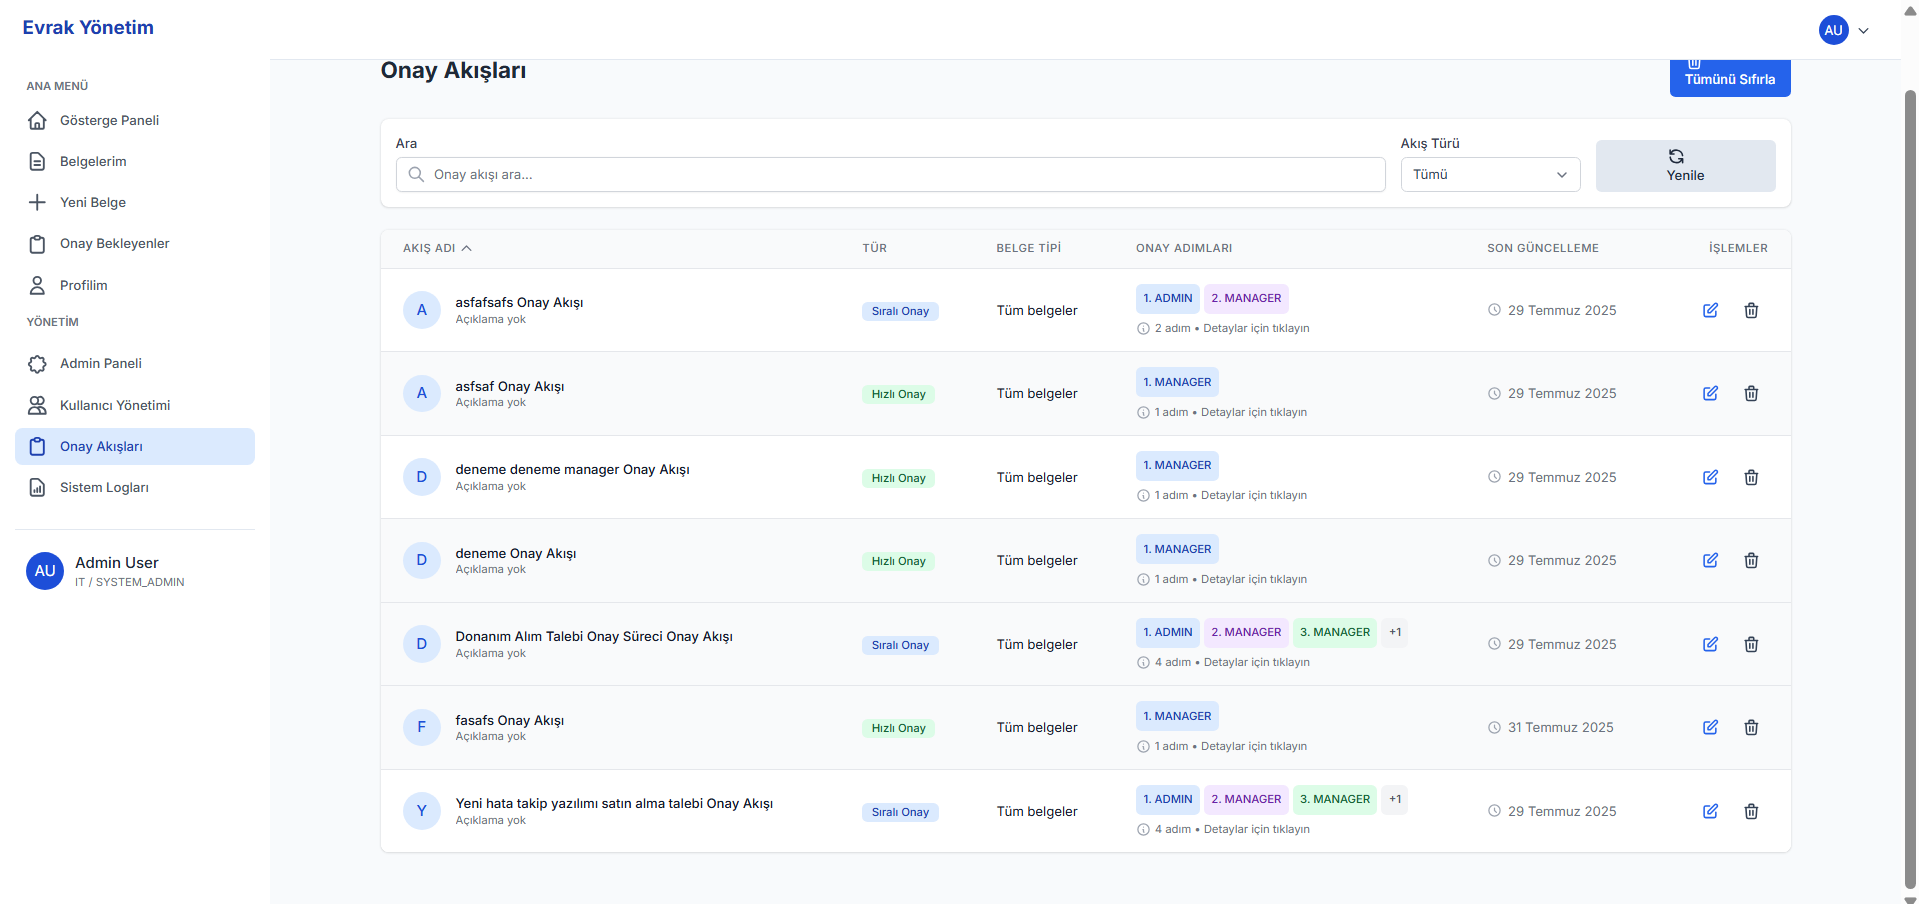 Evrak Yönetim
AU
ANA MENÜ
Gösterge Paneli
Belgelerim
Yeni Belge
Onay Bekleyenler
Profilim
YÖNETİM
Admin Paneli
Kullanıcı Yönetimi
Onay Akışları
Sistem Logları
AU
Admin User
IT / SYSTEM_ADMIN
Onay Akışları
Tümünü Sıfırla
Ara
Onay akışı ara...
Akış Türü
Tümü
Yenile
AKIŞ ADI TÜR BELGE TİPİ ONAY ADIMLARI SON GÜNCELLEME İŞLEMLER
A
asfafsafs Onay Akışı
Açıklama yok
Sıralı Onay
Tüm belgeler
1. ADMIN 2. MANAGER
2 adım • Detaylar için tıklayın
29 Temmuz 2025
A
asfsaf Onay Akışı
Açıklama yok
Hızlı Onay
Tüm belgeler
1. MANAGER
1 adım • Detaylar için tıklayın
29 Temmuz 2025
D
deneme deneme manager Onay Akışı
Açıklama yok
Hızlı Onay
Tüm belgeler
1. MANAGER
1 adım • Detaylar için tıklayın
29 Temmuz 2025
D
deneme Onay Akışı
Açıklama yok
Hızlı Onay
Tüm belgeler
1. MANAGER
1 adım • Detaylar için tıklayın
29 Temmuz 2025
D
Donanım Alım Talebi Onay Süreci Onay Akışı
Açıklama yok
Sıralı Onay
Tüm belgeler
1. ADMIN 2. MANAGER 3. MANAGER +1
4 adım • Detaylar için tıklayın
29 Temmuz 2025
F
fasafs Onay Akışı
Açıklama yok
Hızlı Onay
Tüm belgeler
1. MANAGER
1 adım • Detaylar için tıklayın
31 Temmuz 2025
Y
Yeni hata takip yazılımı satın alma talebi Onay Akışı
Açıklama yok
Sıralı Onay
Tüm belgeler
1. ADMIN 2. MANAGER 3. MANAGER +1
4 adım • Detaylar için tıklayın
29 Temmuz 2025